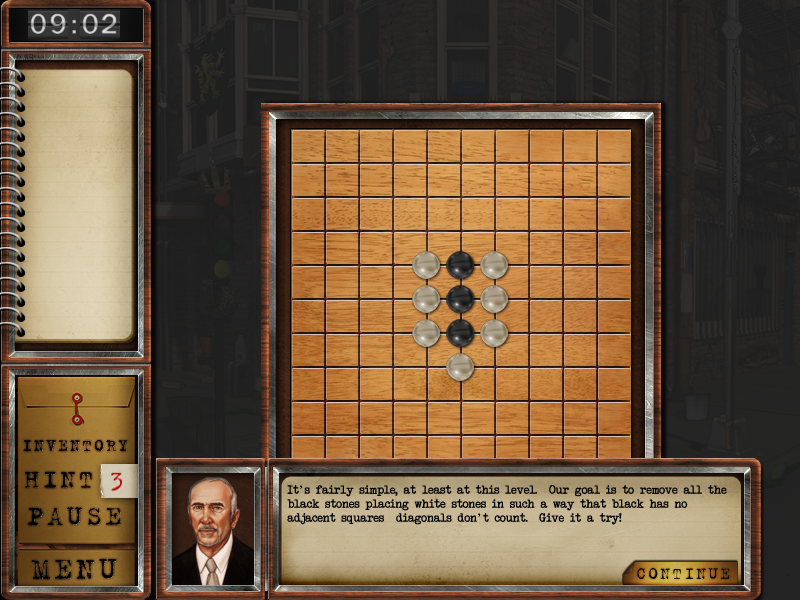 09:02
INVENTORY
HINT 3
PAUSE
MENU
It's fairly simple, at least at this level. Our goal is to remove all the
black stones placing white stones in such a way that black has no
adjacent squares diagonals don't count. Give it a try!
CONTINUE